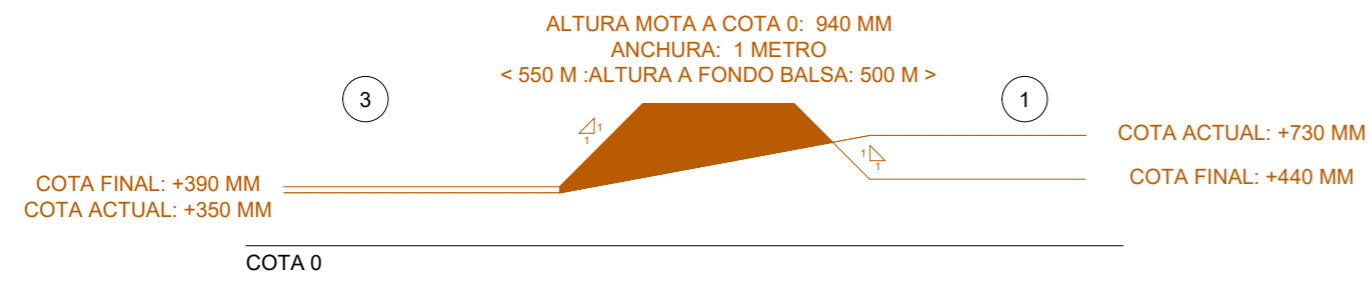 ALTURA MOTA A COTA 0: 940 MM
ANCHURA: 1 METRO
< 550 M :ALTURA A FONDO BALSA: 500 M >
3
1
1
1
1
1
COTA ACTUAL: +730 MM
COTA FINAL: +440 MM
COTA FINAL: +390 MM
COTA ACTUAL: +350 MM
COTA 0